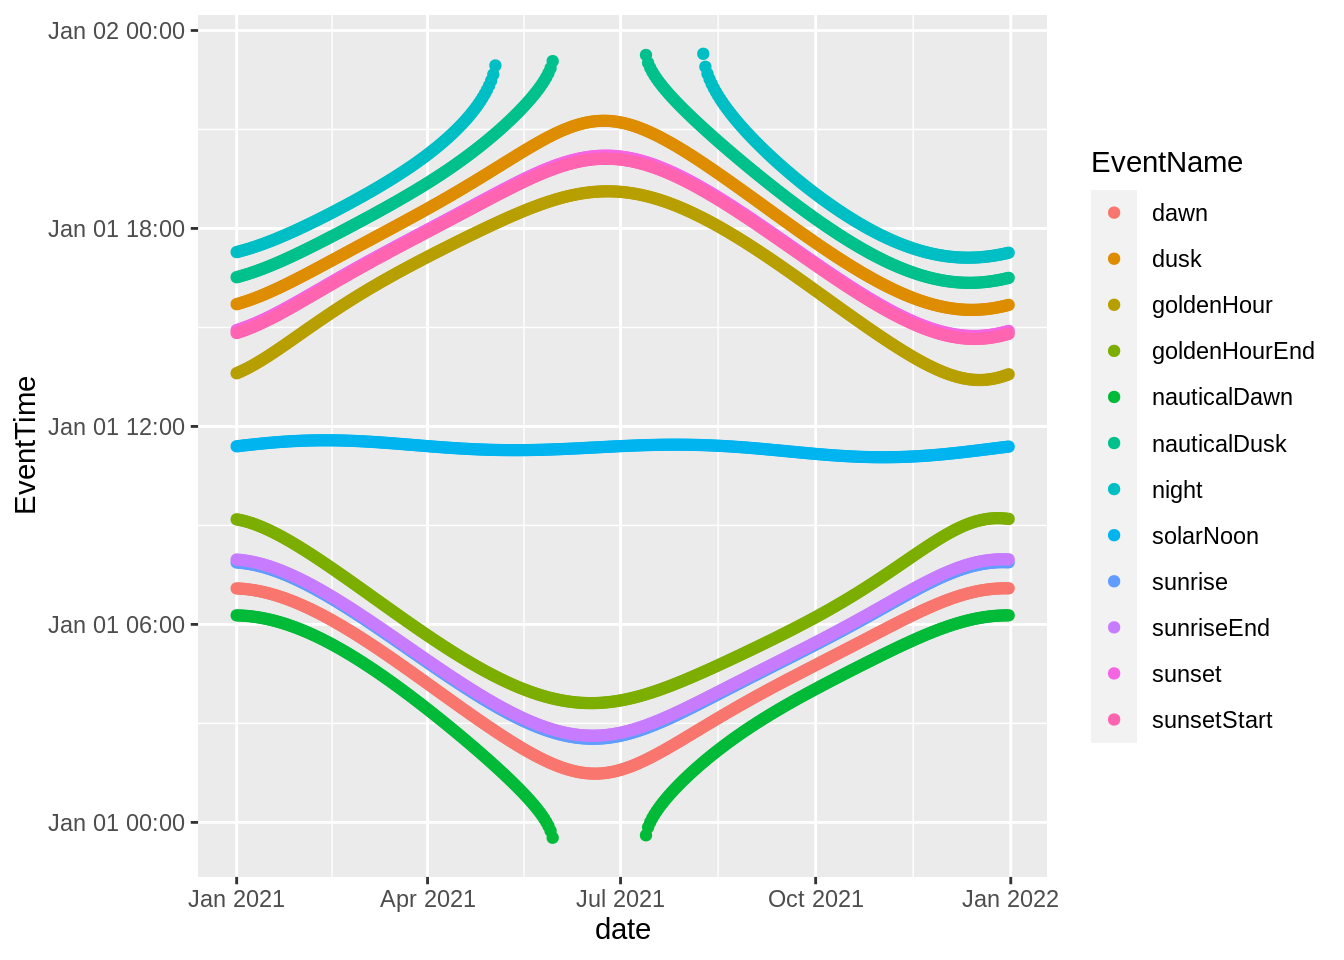 Jan 02 00:00
Jan 01 18:00
Jan 01 12:00
Jan 01 06:00
Jan 01 00:00
EventTime
Jan 2021
Apr 2021
Jul 2021
Oct 2021
Jan 2022
date
EventName
dawn
dusk
goldenHour
goldenHourEnd
nauticalDawn
nauticalDusk
night
solarNoon
sunrise
sunriseEnd
sunset
sunsetStart